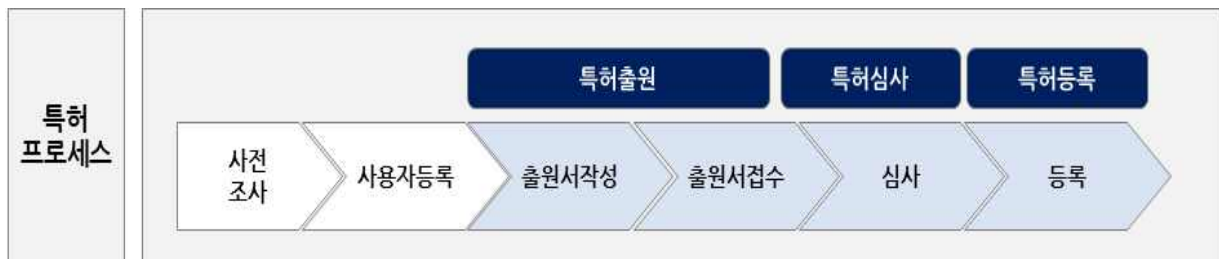 특허
프로세스
특허출원
특허심사
특허등록
사전
조사
사용자등록
출원서작성
출원서접수
심사
등록